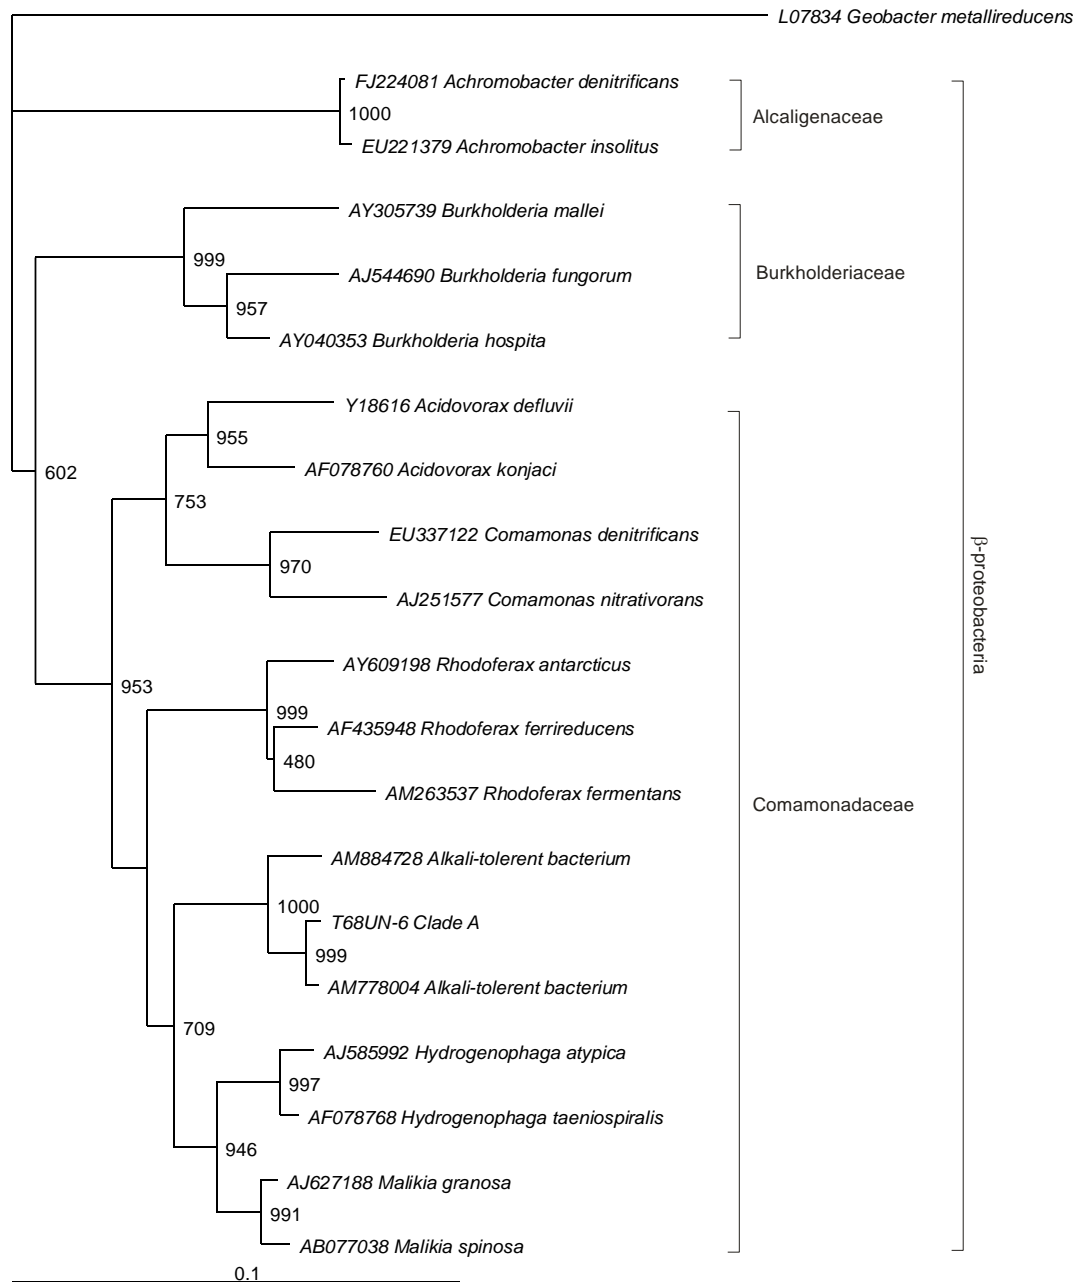 L07834 Geobacter metallireducens
FJ224081 Achromobacter denitrificans
1000
Alcaligenaceae
EU221379 Achromobacter insolitus
AY305739 Burkholderia mallei
999
AJ544690 Burkholderia fungorum
Burkholderiaceae
957
AY040353 Burkholderia hospita
Y18616 Acidovorax defluvii
955
AF078760 Acidovorax konjaci
602
753
EU337122 Comamonas denitrificans
970
AJ251577 Comamonas nitrativorans
β-proteobacteria
AY609198 Rhodoferax antarcticus
953
999
AF435948 Rhodoferax ferrireducens
480
AM263537 Rhodoferax fermentans
Comamonadaceae
AM884728 Alkali-tolerent bacterium
1000
T68UN-6 Clade A
999
AM778004 Alkali-tolerent bacterium
709
AJ585992 Hydrogenophaga atypica
997
AF078768 Hydrogenophaga taeniospiralis
946
AJ627188 Malikia granosa
991
AB077038 Malikia spinosa
0.1